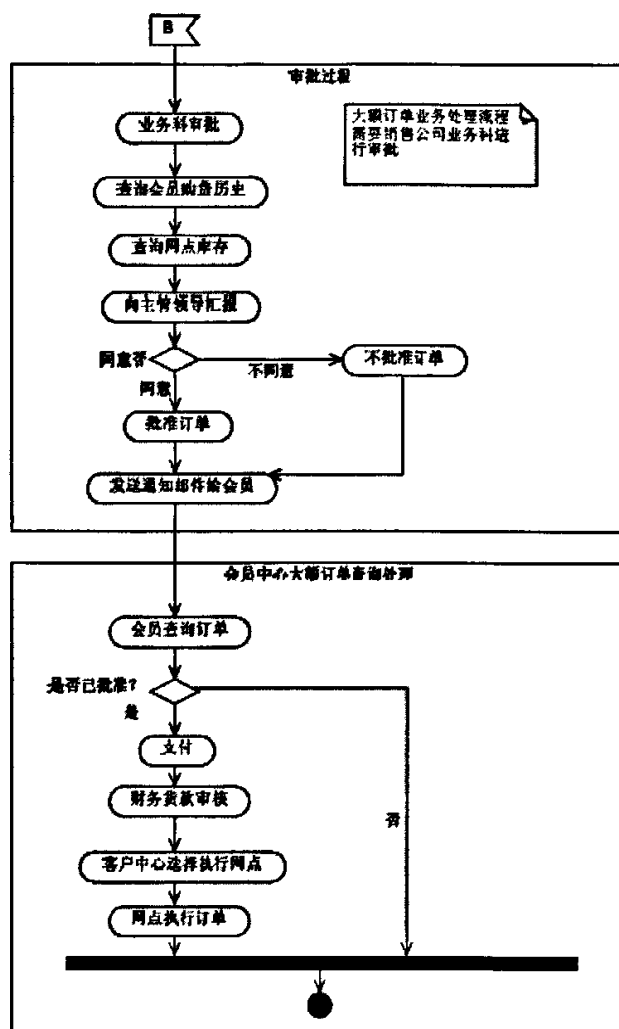 B
审批过程
业务科审批
大额订单业务处理流程
需要销售公司业务科进
行审批
查询会员购货历史
查询网点库存
向主管领导汇报
同意否
不同意
不批准订单
同意
批准订单
发送通知邮件给会员
会员中心大额订单查询处理
会员查询订单
是否已批准?
是
支付
财务货款审核
否
客户中心选择执行网点
网点执行订单